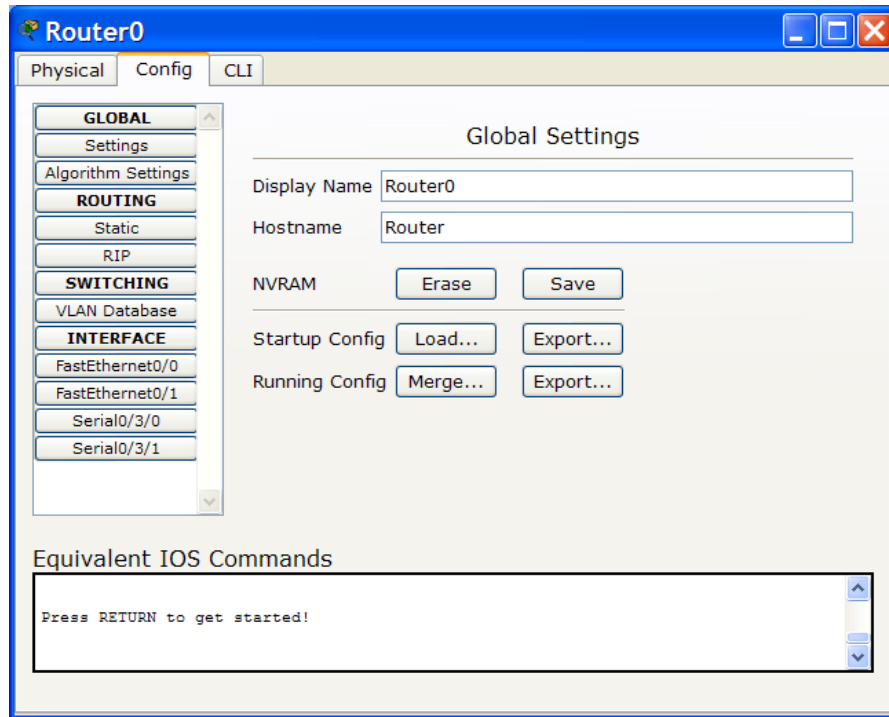 Router0
Physical Config CLI
GLOBAL
Settings
Algorithm Settings
ROUTING
Static
RIP
SWITCHING
VLAN Database
INTERFACE
FastEthernet0/0
FastEthernet0/1
Serial0/3/0
Serial0/3/1
Global Settings
Display Name Router0
Hostname Router
NVRAM Erase Save
Startup Config Load... Export...
Running Config Merge... Export...
Equivalent IOS Commands
Press RETURN to get started!